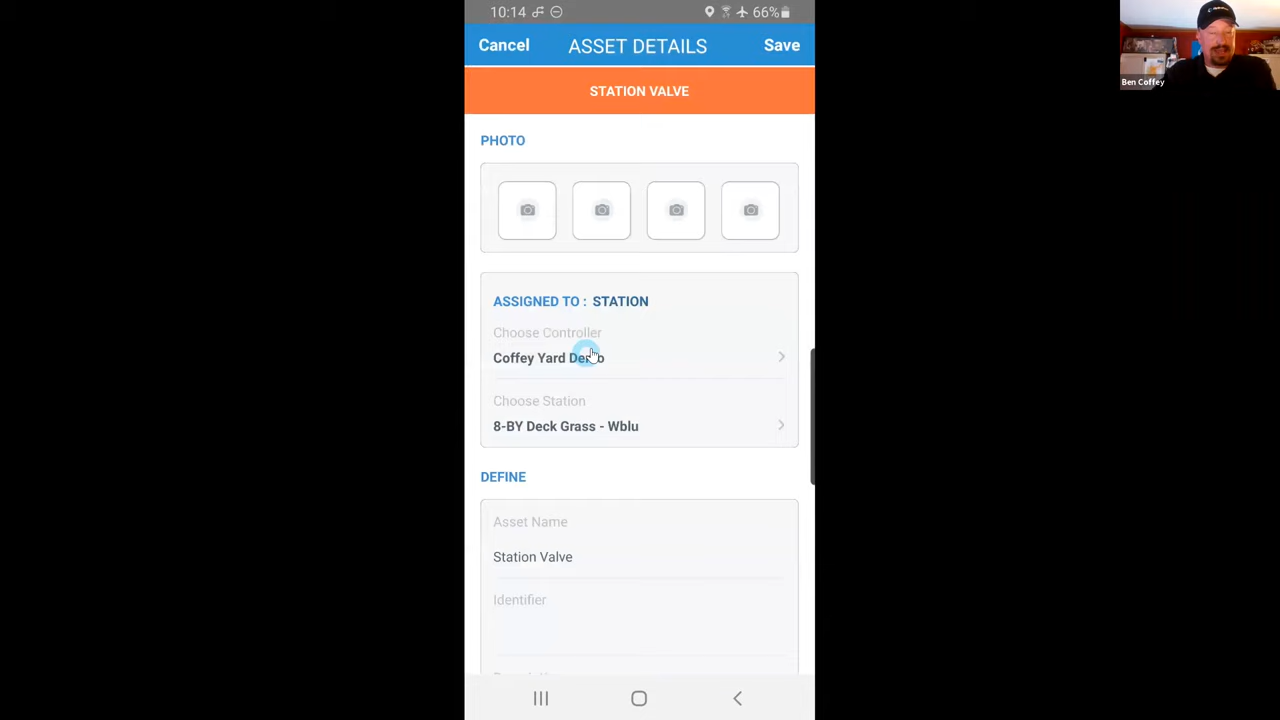 10:14
66%
Cancel
ASSET DETAILS
Save
STATION VALVE
PHOTO
ASSIGNED TO : STATION
Choose Controller
Coffey Yard Demo
Choose Station
8-BY Deck Grass - Wblu
DEFINE
Asset Name
Station Valve
Identifier
Ben Coffey